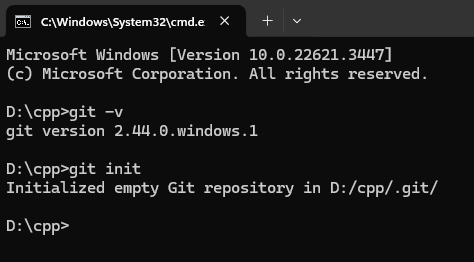 C:\Windows\System32\cmd.e
Microsoft Windows [Version 10.0.22621.3447]
(c) Microsoft Corporation. All rights reserved.
D:\cpp>git -v
git version 2.44.0.windows.1
D:\cpp>git init
Initialized empty Git repository in D:/cpp/.git/
D:\cpp>